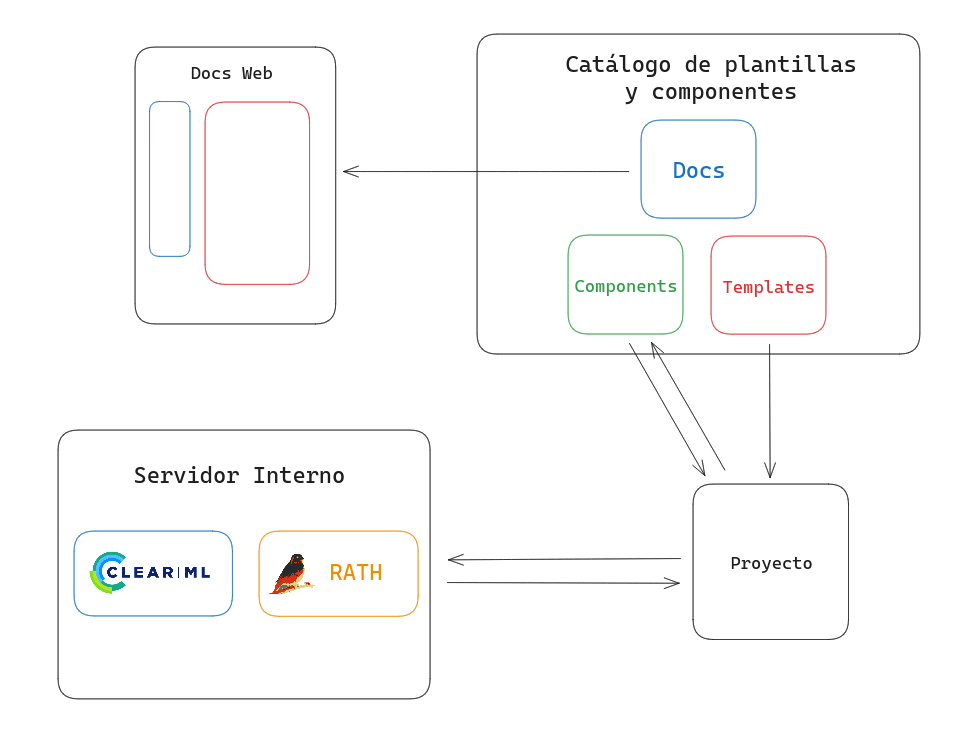 Docs Web
Catálogo de plantillas
y componentes
Docs
Components
Templates
Servidor Interno
CLEAR|ML
RATH
Proyecto